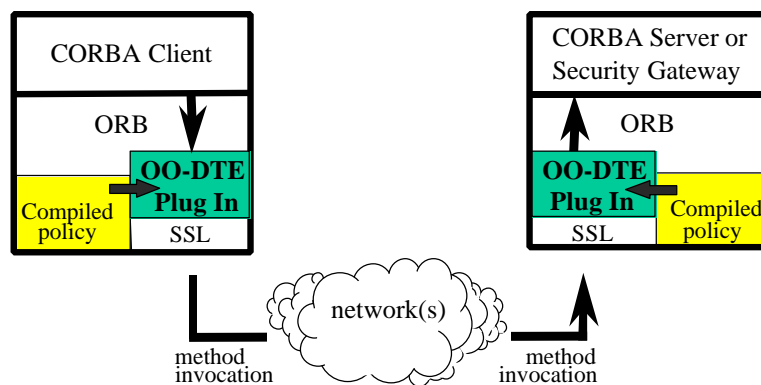 CORBA Client
ORB
OO-DTE
Plug In
Compiled
policy
SSL
CORBA Server or
Security Gateway
ORB
OO-DTE
Plug In
Compiled
policy
SSL
network(s)
method
invocation
method
invocation